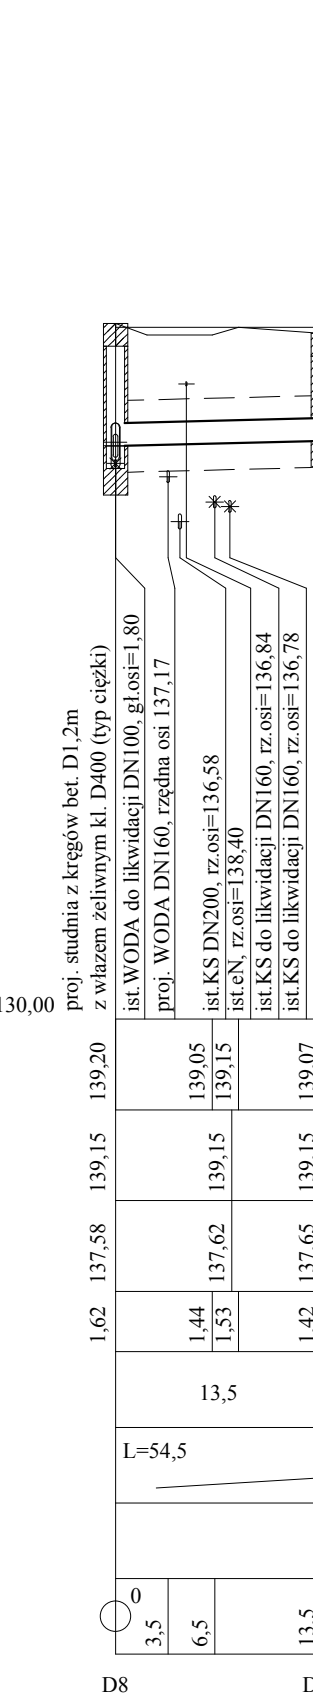 proj. studnia z kręgów bet. D1,2m
z włazem żeliwnym kl. D400 (typ ciężki)
ist.WODA do likwidacji DN100, gł.osi=1,80
proj. WODA DN160, rzędna osi 137,17
ist.KS DN200, rz.osi=136,58
ist.eN, rz.osi=138,40
ist.KS do likwidacji DN160, rz.osi=136,84
ist.KS do likwidacji DN160, rz.osi=136,78
130,00
139,20 139,05 139,15 139,07
139,15 139,15 139,15
137,58 137,62 137,65
1,62 1,44 1,53 1,42
13,5
L=54,5
0 3,5 6,5 13,5
D8 D